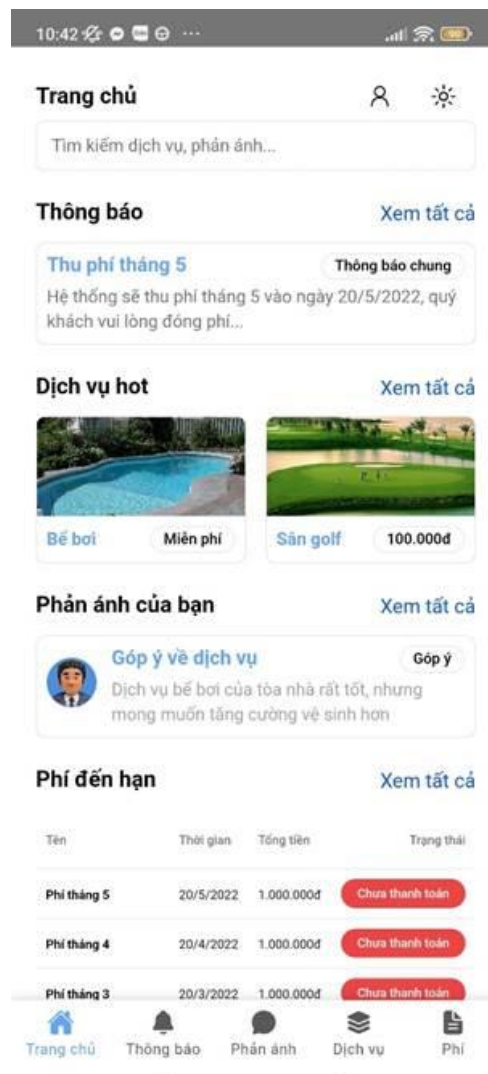 10:42
Trang chủ
Tìm kiếm dịch vụ, phản ánh...
Thông báo
Xem tất cả
Thu phí tháng 5
Thông báo chung
Hệ thống sẽ thu phí tháng 5 vào ngày 20/5/2022, quý
khách vui lòng đóng phí...
Dịch vụ hot
Xem tất cả
Bể bơi
Miễn phí
Sân golf
100.000đ
Phản ánh của bạn
Xem tất cả
Góp ý về dịch vụ
Góp ý
Dịch vụ bể bơi của tòa nhà rất tốt, nhưng
mong muốn tăng cường vệ sinh hơn
Phí đến hạn
Xem tất cả
Tên Thời gian Tổng tiền Trạng thái
Phí tháng 5 20/5/2022 1.000.000đ Chưa thanh toán
Phí tháng 4 20/4/2022 1.000.000đ Chưa thanh toán
Phí tháng 3 20/3/2022 1.000.000đ Chưa thanh toán
Trang chủ Thông báo Phản ánh Dịch vụ Phí